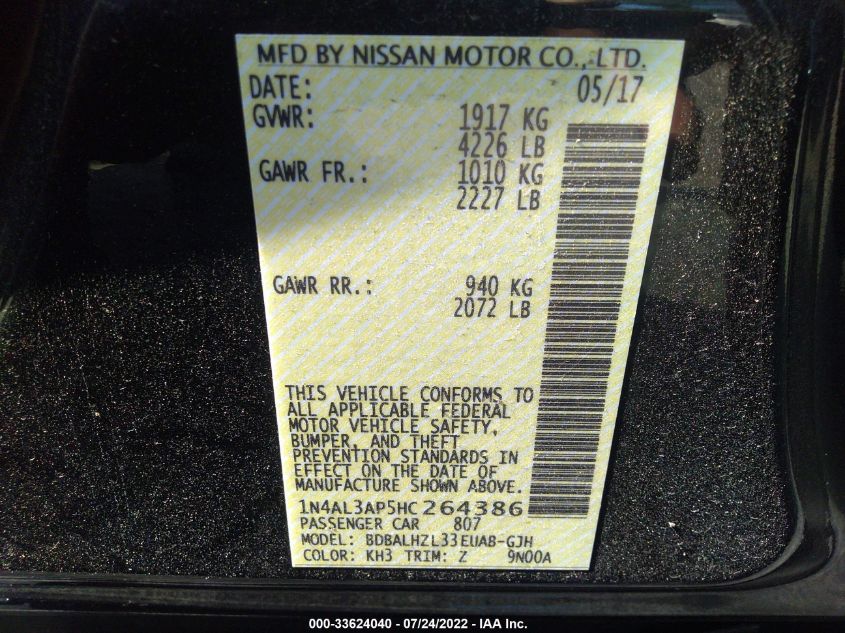 MFD BY NISSAN MOTOR CO., LTD.
DATE: 05/17
GVWR: 1917 KG
4226 LB
GAWR FR.: 1010 KG
2227 LB
GAWR RR.: 940 KG
2072 LB
THIS VEHICLE CONFORMS TO
ALL APPLICABLE FEDERAL
MOTOR VEHICLE SAFETY,
BUMPER, AND THEFT
PREVENTION STANDARDS IN
EFFECT ON THE DATE OF
MANUFACTURE SHOWN ABOVE.
1N4AL3AP5HC264386
PASSENGER CAR 807
MODEL: BDBALHZL33EUAB-GJH
COLOR: KH3 TRIM: Z 9N00A
000-33624040 - 07/24/2022 - IAA Inc.